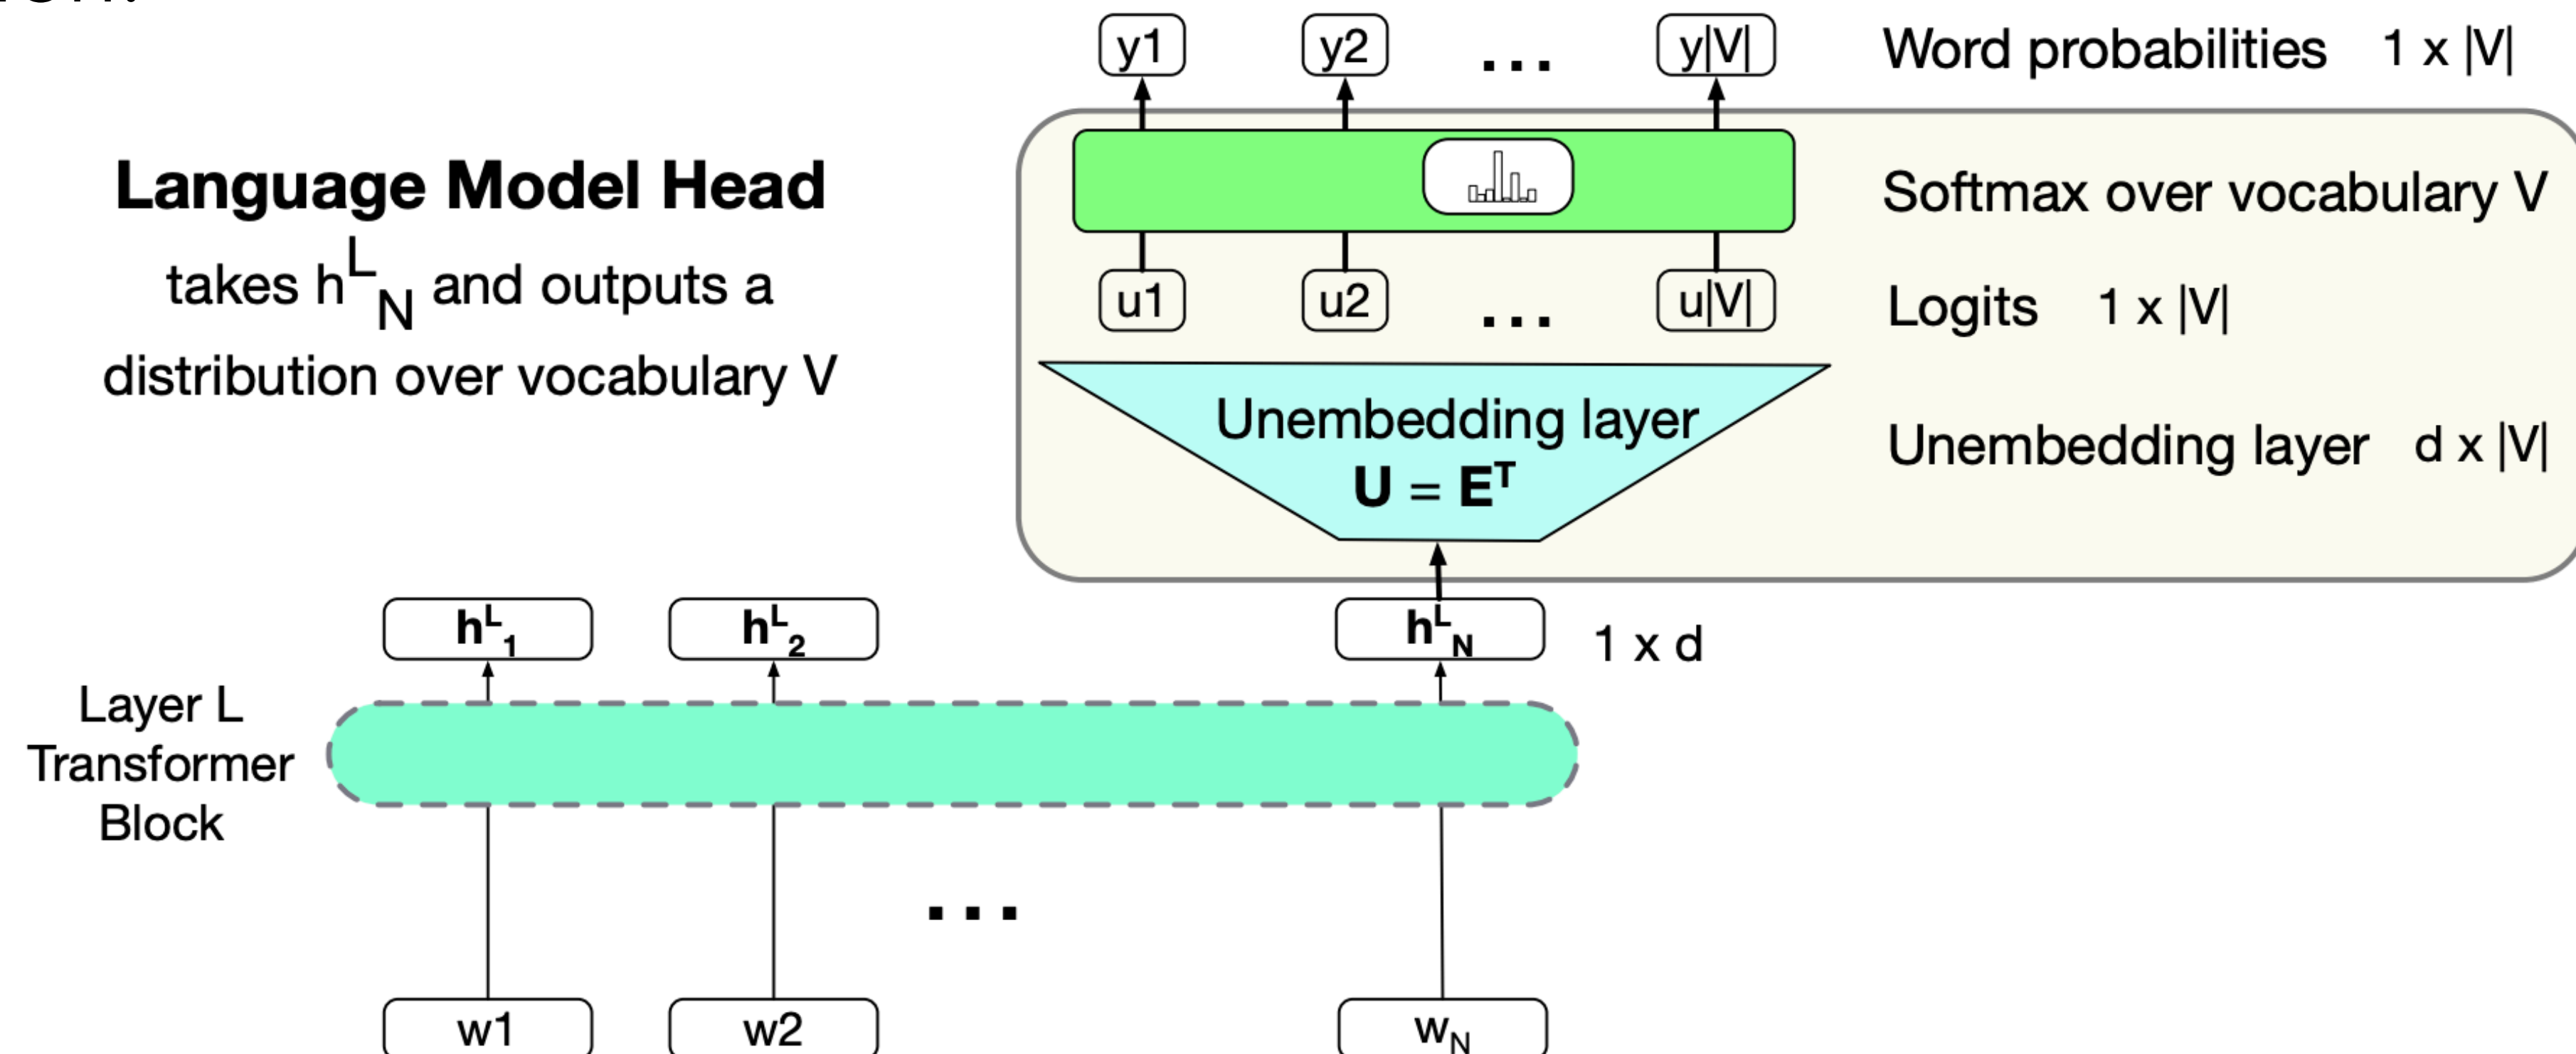 y1 y2 ... y|V| Word probabilities 1 x |V|
Language Model Head
takes h^L_N and outputs a
distribution over vocabulary V
Softmax over vocabulary V
u1 u2 ... u|V| Logits 1 x |V|
Unembedding layer
U = E^T
Unembedding layer d x |V|
h^L_1 h^L_2 h^L_N 1 x d
Layer L
Transformer
Block
...
w1 w2 w_N